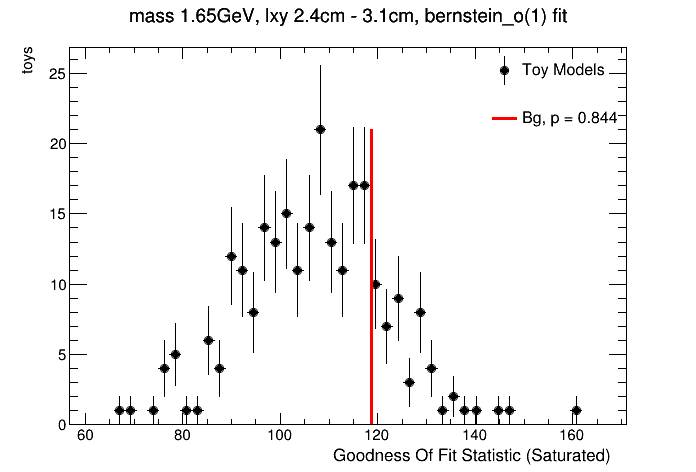 mass 1.65GeV, lxy 2.4cm - 3.1cm, bernstein_o(1) fit
toys
25
20
15
10
5
0
Toy Models
Bg, p = 0.844
60 80 100 120 140 160
Goodness Of Fit Statistic (Saturated)